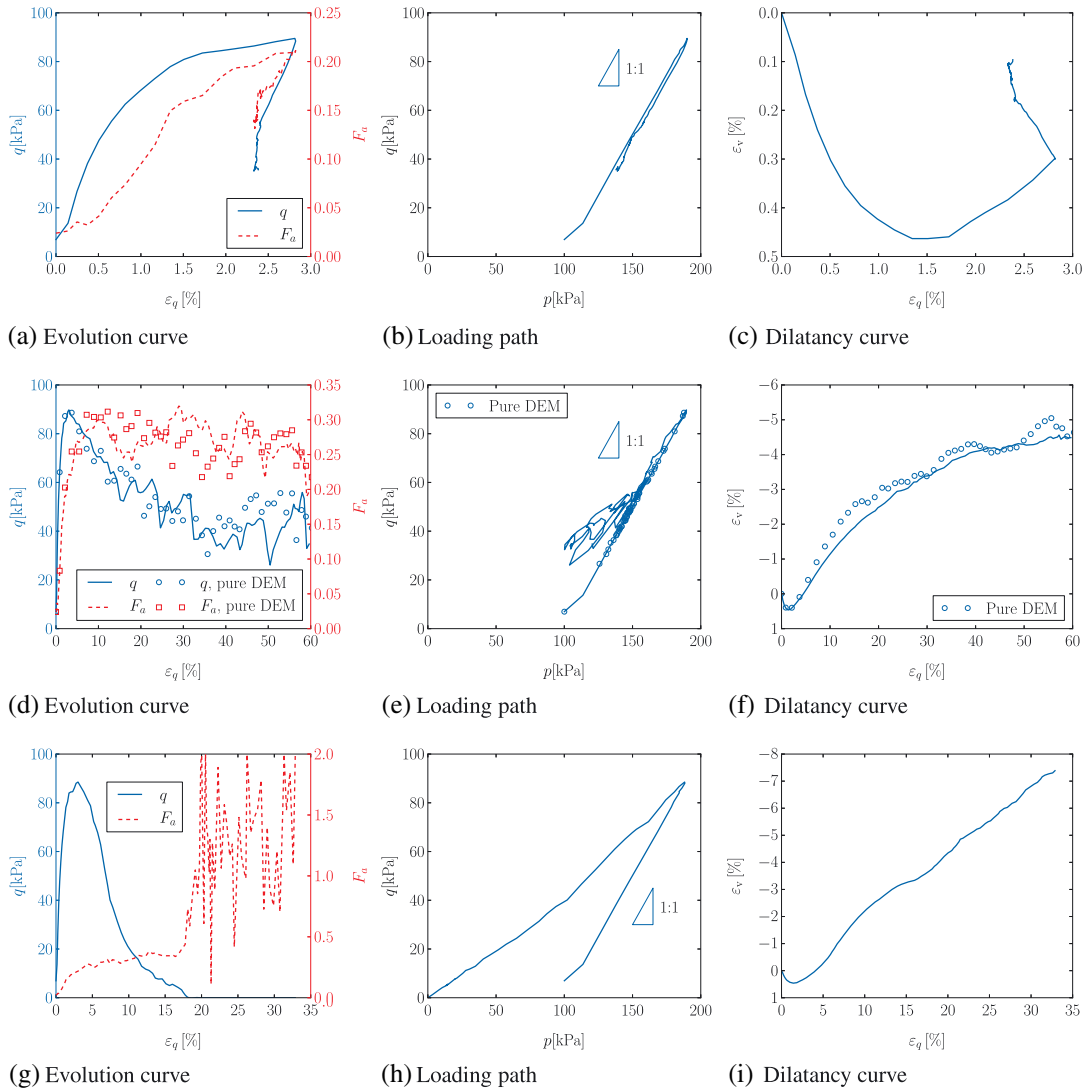 100
80
60
40
20
0
q[kPa]
0.25
0.20
0.15
0.10
0.05
0.00
F_a
q
F_a
0.0 0.5 1.0 1.5 2.0 2.5 3.0
ε_q [%]
(a) Evolution curve
100
80
60
40
20
0
q[kPa]
1:1
0 50 100 150 200
p[kPa]
(b) Loading path
0.0
0.1
0.2
0.3
0.4
0.5
ε_v [%]
0.0 0.5 1.0 1.5 2.0 2.5 3.0
ε_q [%]
(c) Dilatancy curve
100
80
60
40
20
0
q[kPa]
0.35
0.30
0.25
0.20
0.15
0.10
0.05
0.00
F_a
q q, pure DEM
F_a F_a, pure DEM
0 10 20 30 40 50 60
ε_q [%]
(d) Evolution curve
100
80
60
40
20
0
q[kPa]
Pure DEM
1:1
0 50 100 150 200
p[kPa]
(e) Loading path
−6
−5
−4
−3
−2
−1
0
1
ε_v [%]
Pure DEM
0 10 20 30 40 50 60
ε_q [%]
(f) Dilatancy curve
100
80
60
40
20
0
q[kPa]
2.0
1.5
1.0
0.5
0.0
F_a
q
F_a
0 5 10 15 20 25 30 35
ε_q [%]
(g) Evolution curve
100
80
60
40
20
0
q[kPa]
1:1
0 50 100 150 200
p[kPa]
(h) Loading path
−8
−7
−6
−5
−4
−3
−2
−1
0
1
ε_v [%]
0 5 10 15 20 25 30 35
ε_q [%]
(i) Dilatancy curve